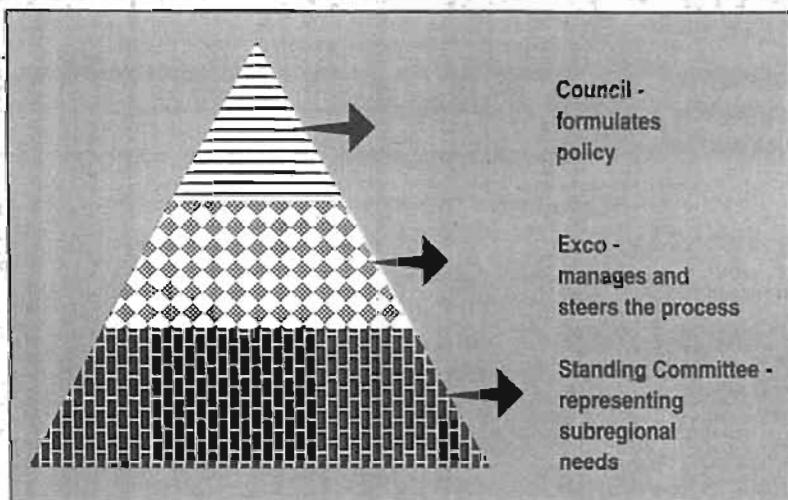 Council -
formulates
policy
Exco -
manages and
steers the process
Standing Committee -
representing
subregional
needs